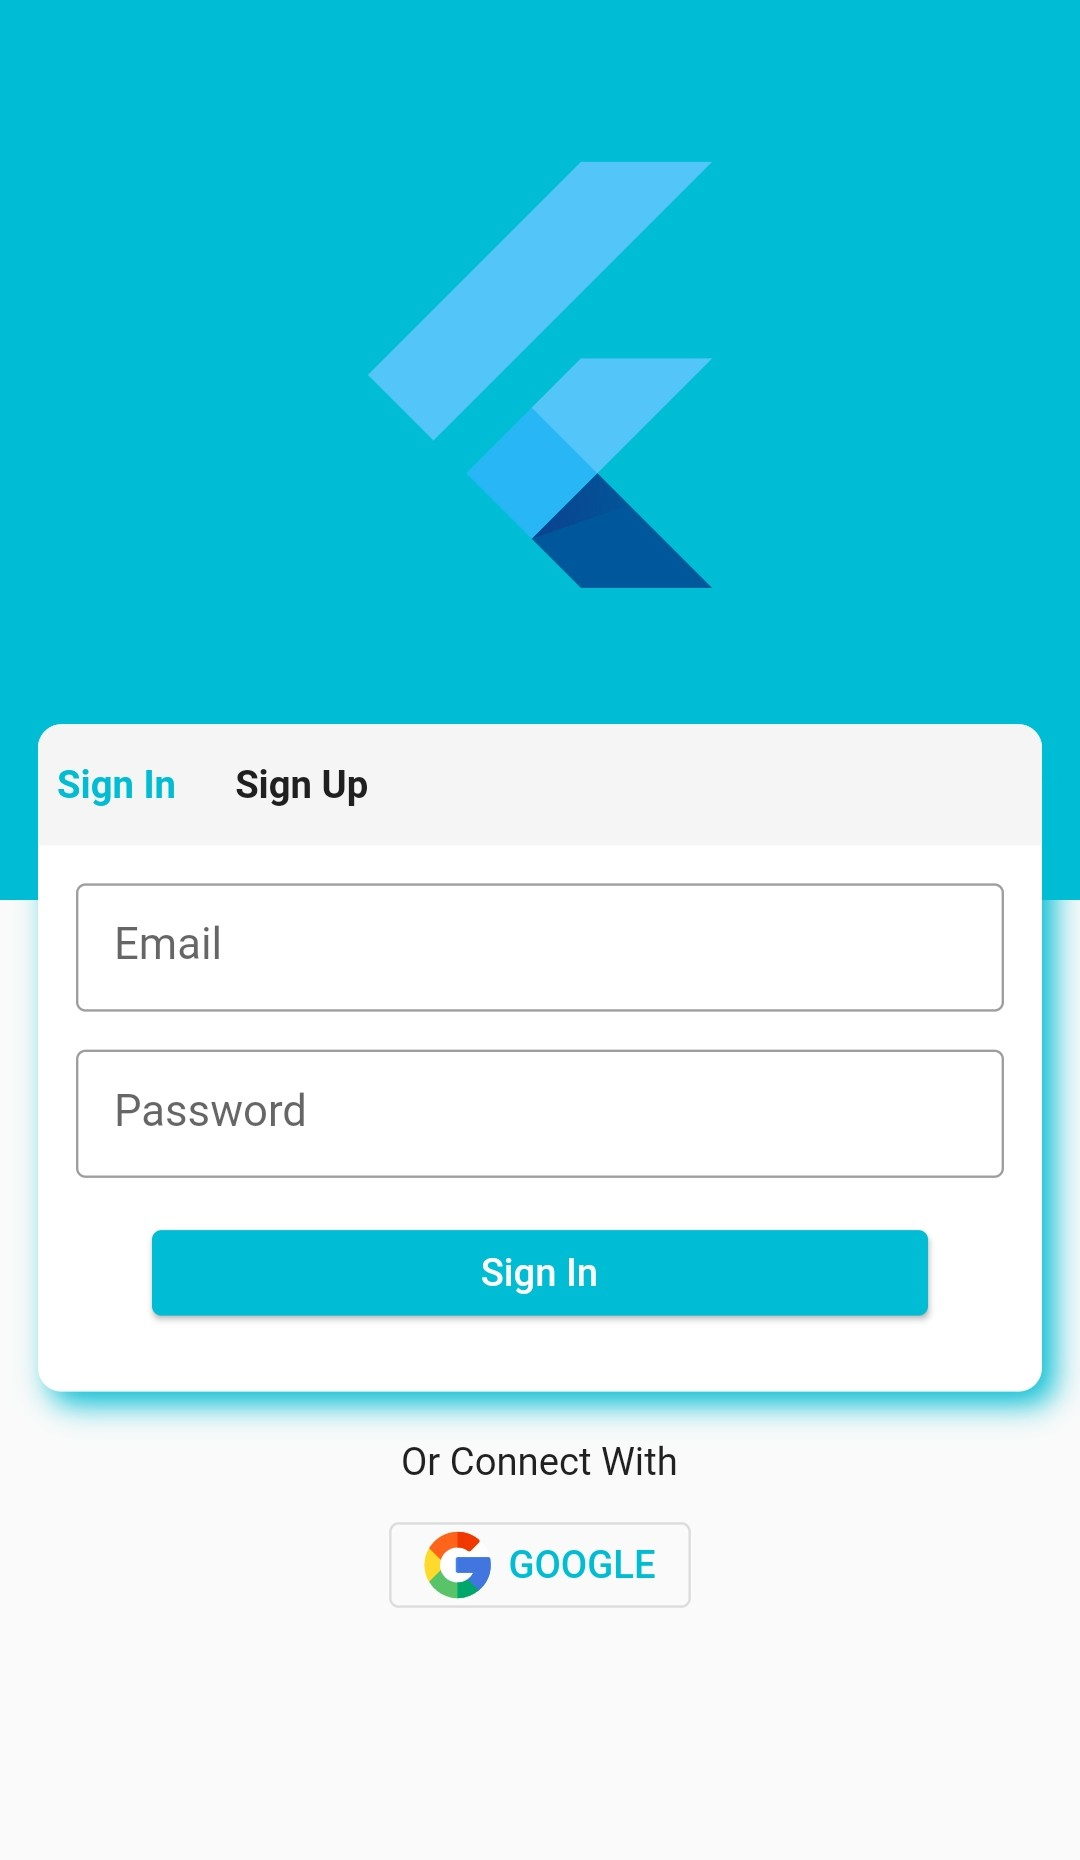 Sign In Sign Up
Email
Password
Sign In
Or Connect With
GOOGLE